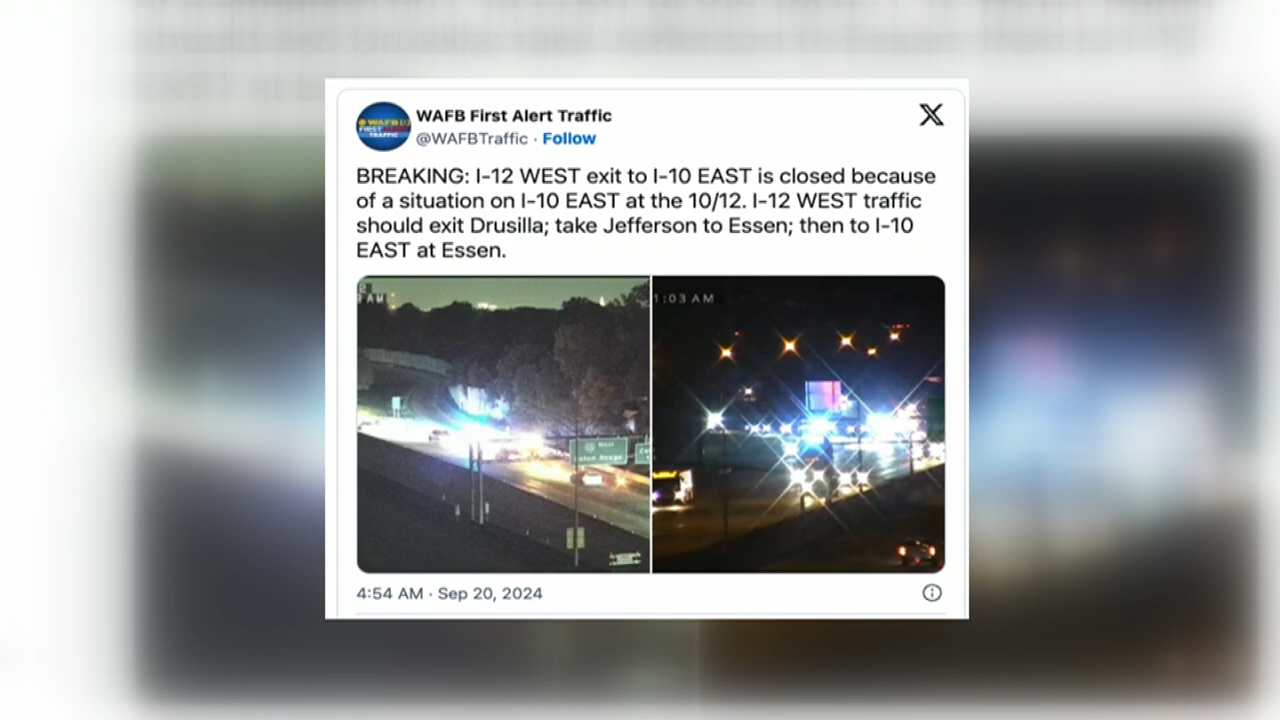 WAFB First Alert Traffic
@WAFBTraffic · Follow
BREAKING: I-12 WEST exit to I-10 EAST is closed because
of a situation on I-10 EAST at the 10/12. I-12 WEST traffic
should exit Drusilla; take Jefferson to Essen; then to I-10
EAST at Essen.
AM
1:03 AM
West
4:54 AM · Sep 20, 2024